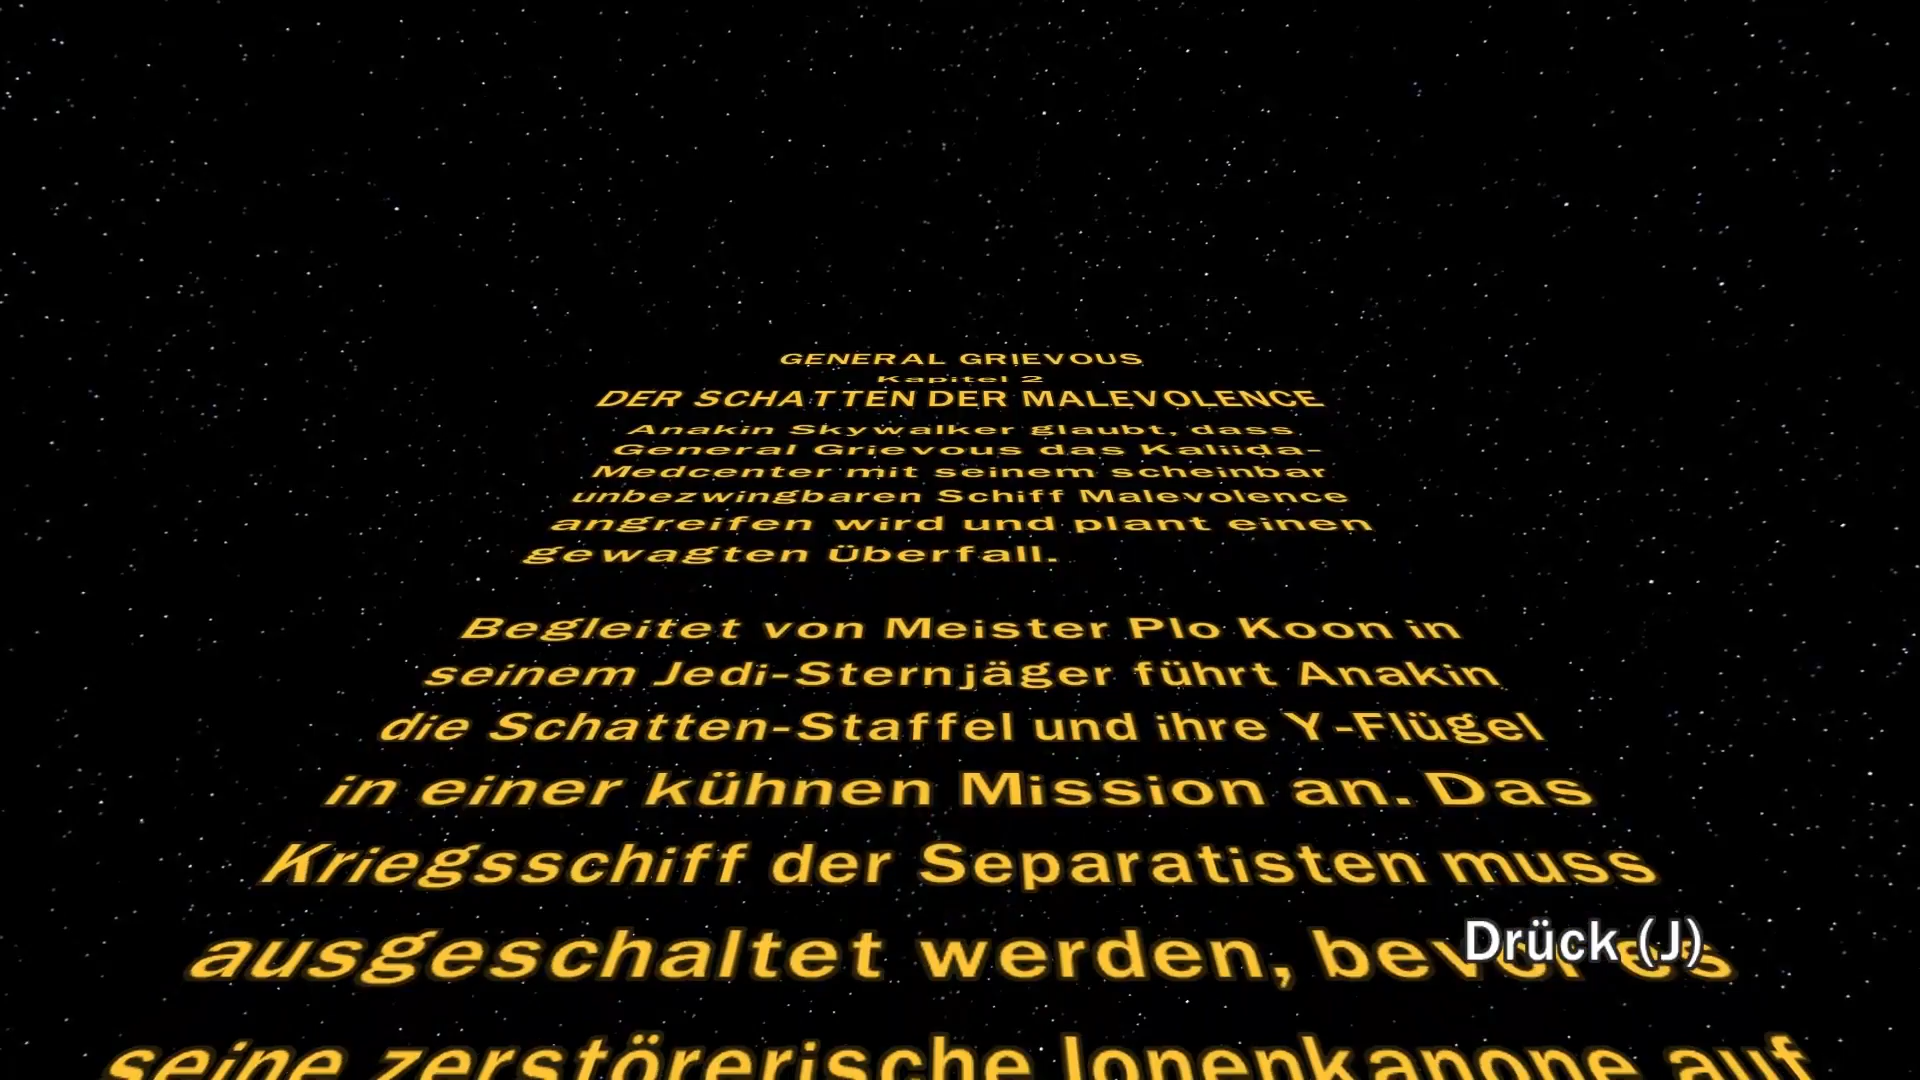 GENERAL GRIEVOUS
Kapitel 2
DER SCHATTEN DER MALEVOLENCE
Anakin Skywalker glaubt, dass
General Grievous das Kaliida-
Medcenter mit seinem scheinbar
unbezwingbaren Schiff Malevolence
angreifen wird und plant einen
gewagten Überfall.
Begleitet von Meister Plo Koon in
seinem Jedi-Sternjäger führt Anakin
die Schatten-Staffel und ihre Y-Flügel
in einer kühnen Mission an. Das
Kriegsschiff der Separatisten muss
ausgeschaltet werden, bevor es
Drück (J)
seine zerstörerische Ionenkanone auf